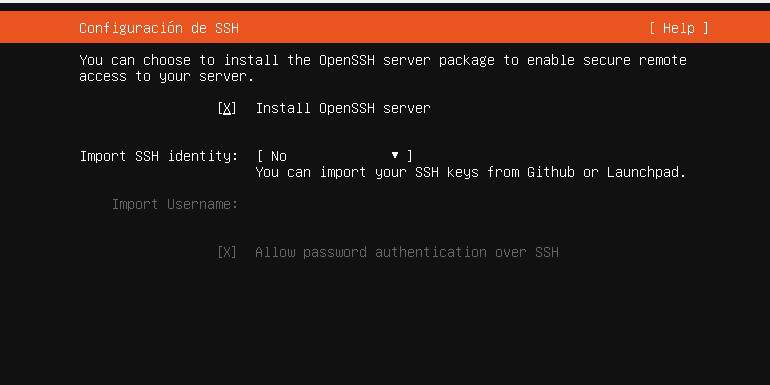 Configuración de SSH [ Help ]
You can choose to install the OpenSSH server package to enable secure remote
access to your server.
[X] Install OpenSSH server
Import SSH identity: [ No ▾ ]
You can import your SSH keys from Github or Launchpad.
Import Username:
[X] Allow password authentication over SSH